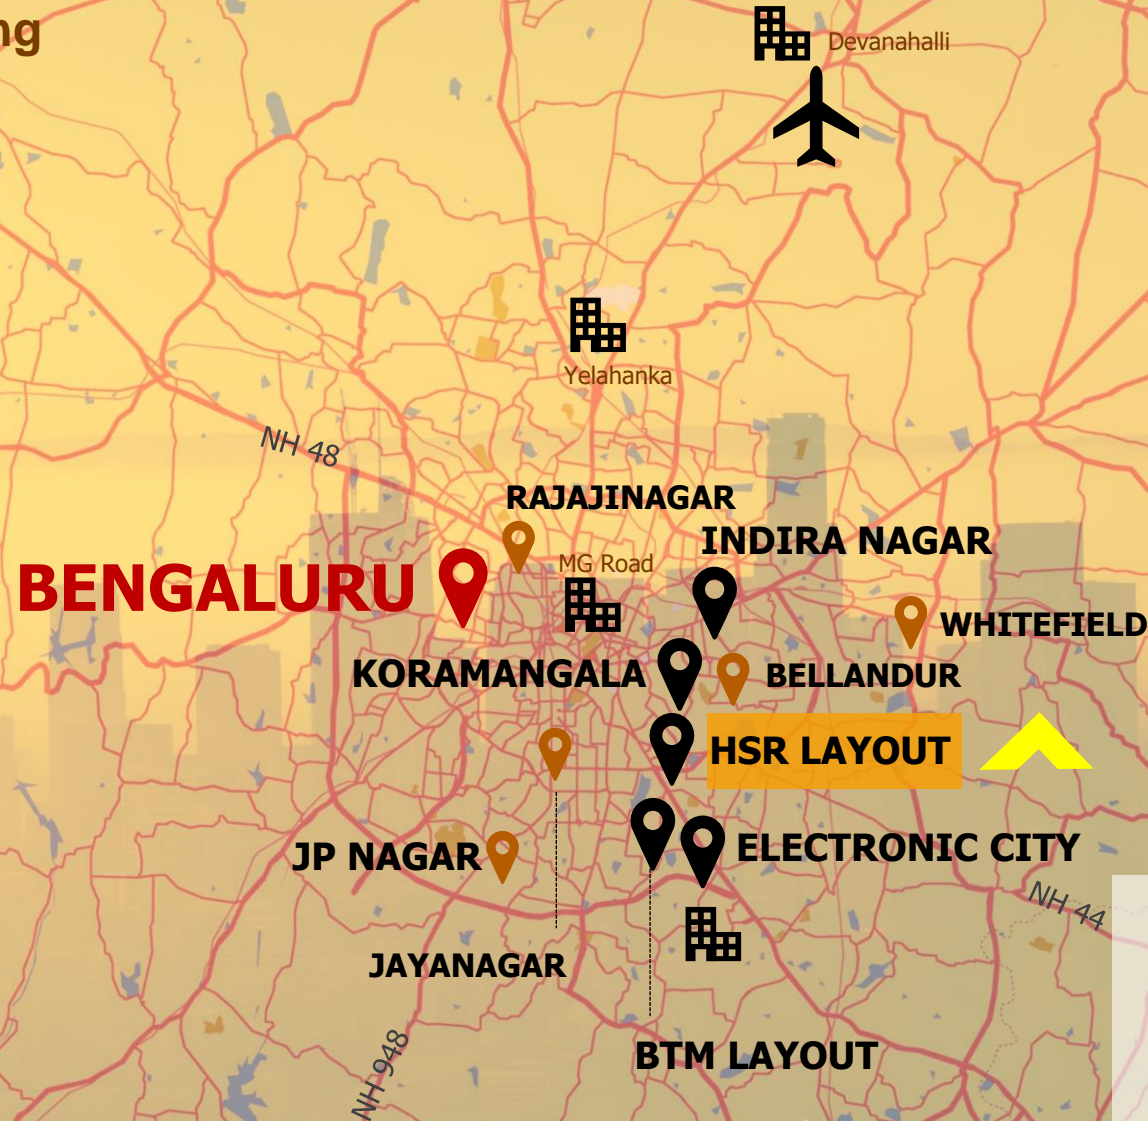 ng
Devanahalli
Yelahanka
NH 48
RAJAJINAGAR
INDIRA NAGAR
MG Road
BENGALURU
WHITEFIELD
KORAMANGALA
BELLANDUR
HSR LAYOUT
JP NAGAR
ELECTRONIC CITY
NH 44
JAYANAGAR
BTM LAYOUT
NH 948